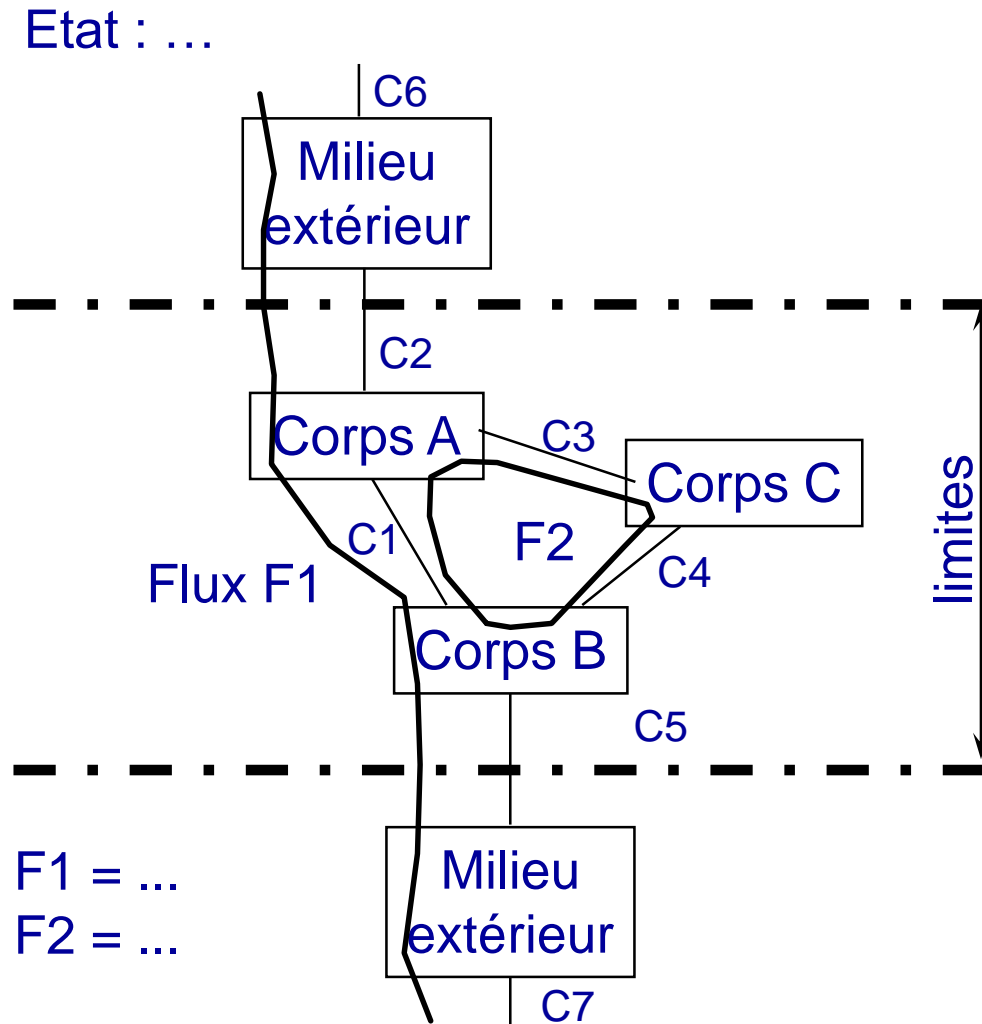 Etat : ...
C6
Milieu
extérieur
C2
Corps A
C3
Corps C
C1
F2
C4
Flux F1
limites
Corps B
C5
F1 = ...
F2 = ...
Milieu
extérieur
C7